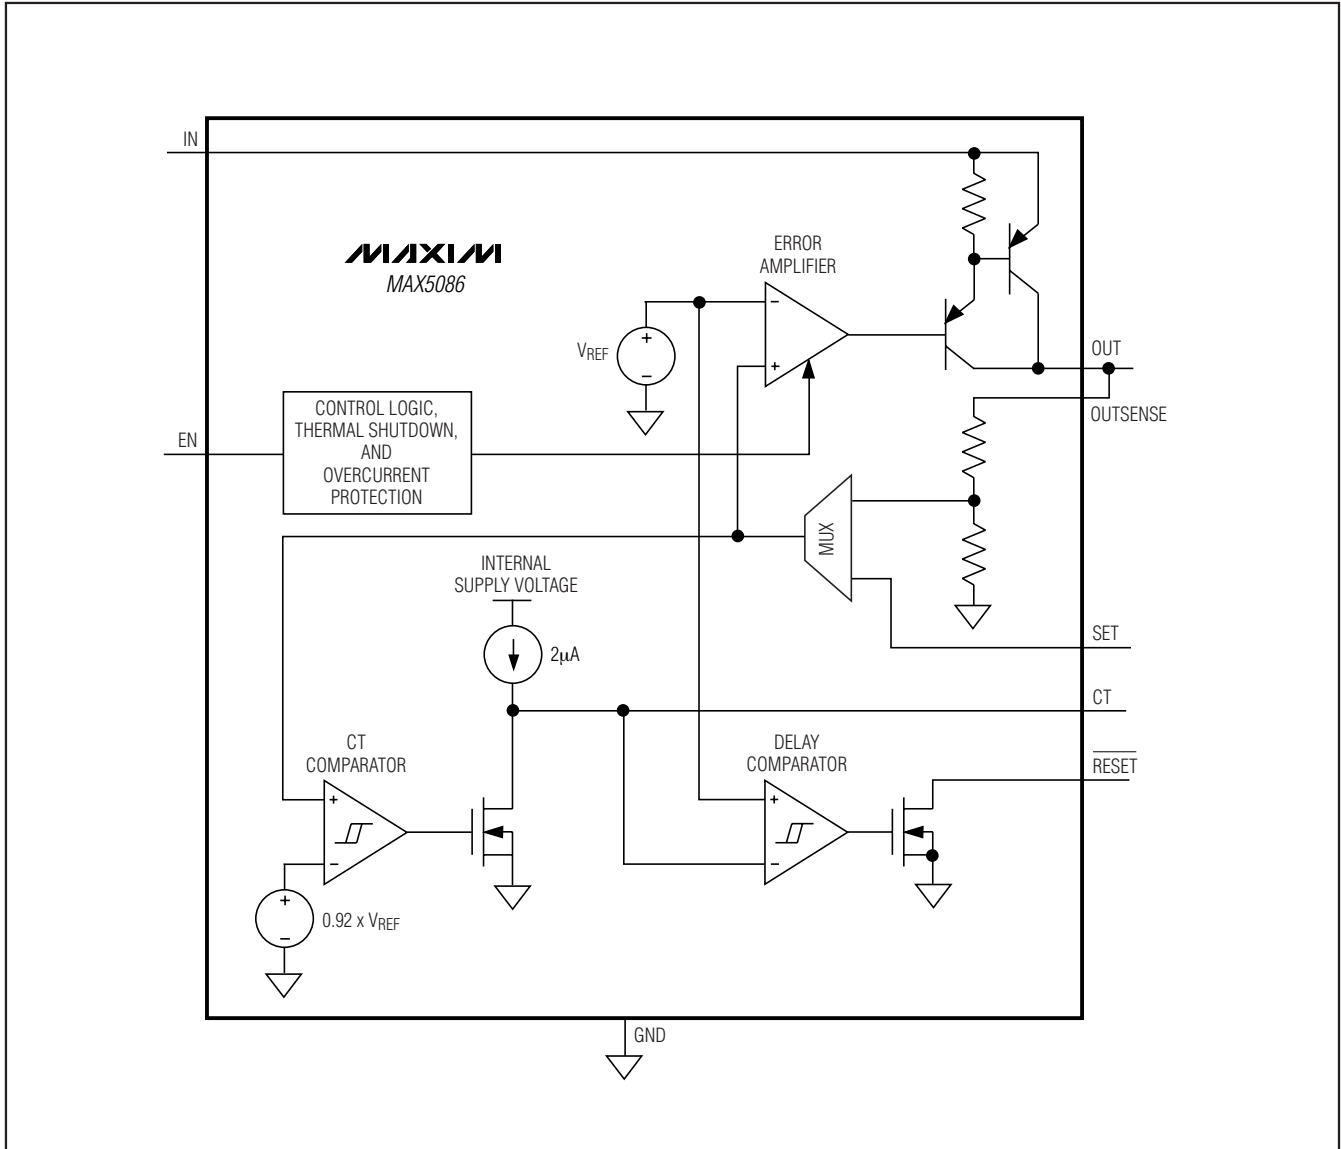 IN
MAXIM
MAX5086
ERROR
AMPLIFIER
−
+
VREF
+
−
OUT
OUTSENSE
EN
CONTROL LOGIC,
THERMAL SHUTDOWN,
AND
OVERCURRENT
PROTECTION
MUX
INTERNAL
SUPPLY VOLTAGE
2µA
SET
CT
CT
COMPARATOR
+
−
DELAY
COMPARATOR
+
−
RESET
+
−
0.92 x VREF
GND